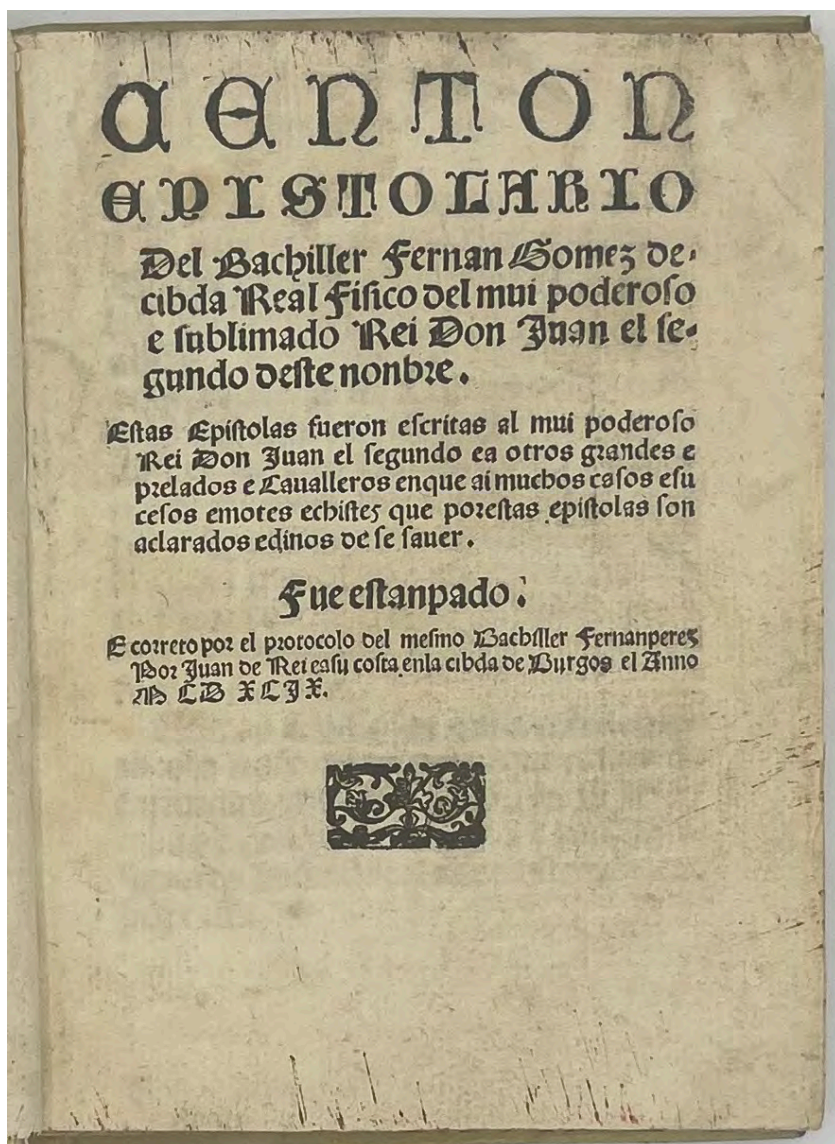 CENTON
EPISTOLARIO
Del Bachiller Fernan Gomez de
cibda Real Fisico del mui poderoso
e sublimado Rei Don Juan el se-
gundo deste nonbre.
Estas Epistolas fueron escritas al mui poderoso
Rei Don Juan el segundo ea otros grandes e
prelados e Caualleros enque ai muchos casos esu
cesos emotes echistes que porestas epistolas son
aclarados edinos de se sauer.
Fue estanpado.
E correto por el protocolo del mesmo Bachiller Fernanperez
Por Juan de Rei easu costa enla cibda de Burgos el Anno
M CD XCIX.